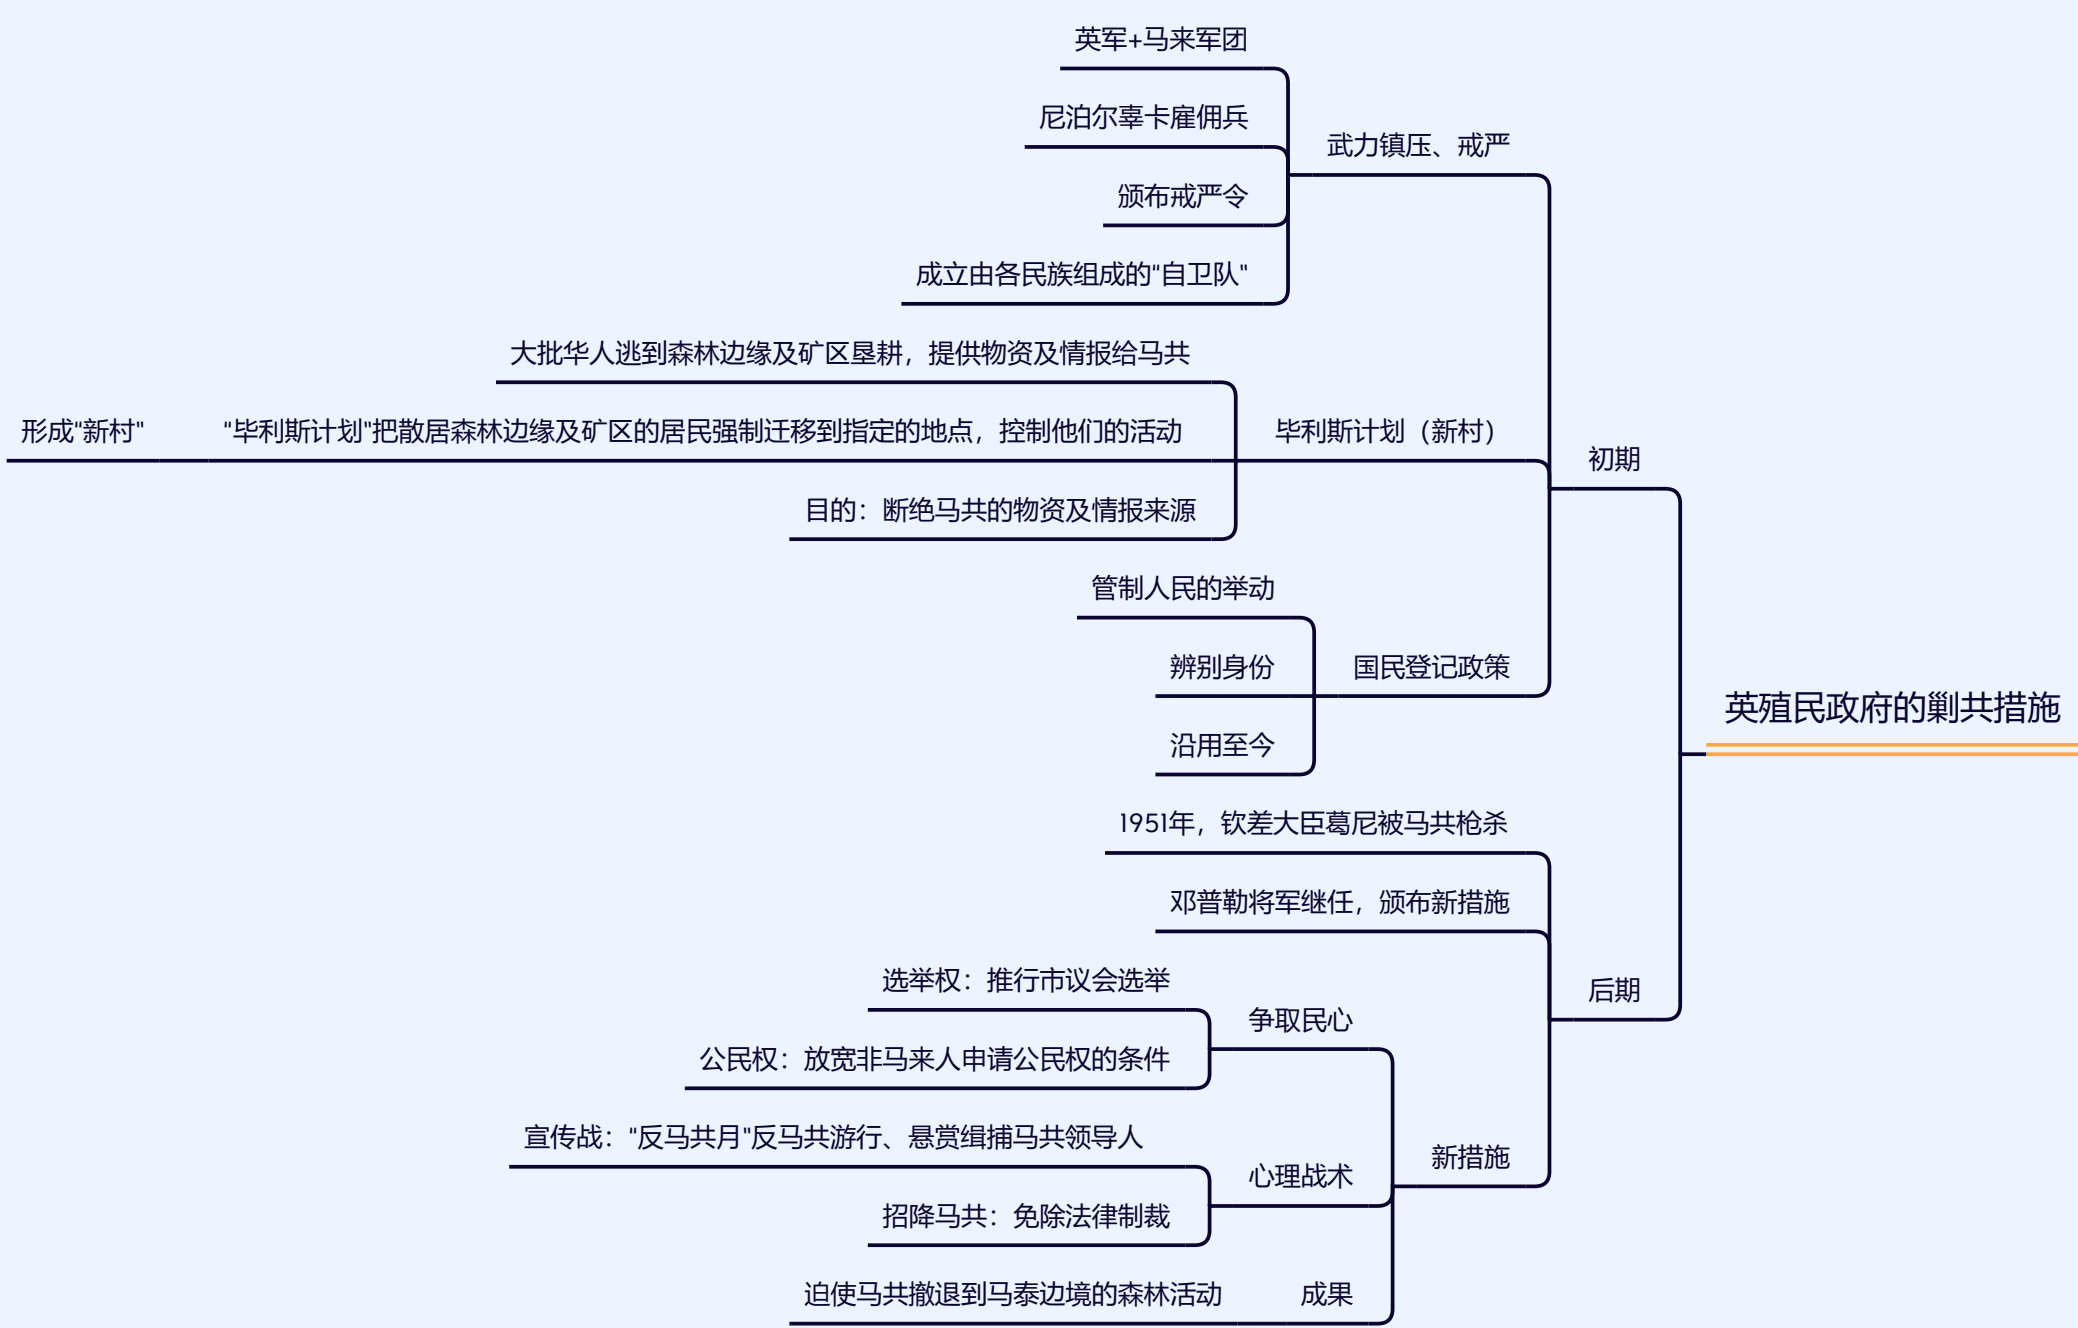 英军+马来军团
尼泊尔辜卡雇佣兵
武力镇压、戒严
颁布戒严令
成立由各民族组成的“自卫队"
大批华人逃到森林边缘及矿区垦耕，提供物资及情报给马共
形成“新村"
“毕利斯计划"把散居森林边缘及矿区的居民强制迁移到指定的地点，控制他们的活动
毕利斯计划（新村）
初期
目的：断绝马共的物资及情报来源
管制人民的举动
辨别身份
国民登记政策
沿用至今
英殖民政府的剿共措施
1951年，钦差大臣葛尼被马共枪杀
邓普勒将军继任，颁布新措施
后期
选举权：推行市议会选举
争取民心
公民权：放宽非马来人申请公民权的条件
宣传战：“反马共月"反马共游行、悬赏缉捕马共领导人
新措施
心理战术
招降马共：免除法律制裁
迫使马共撤退到马泰边境的森林活动
成果